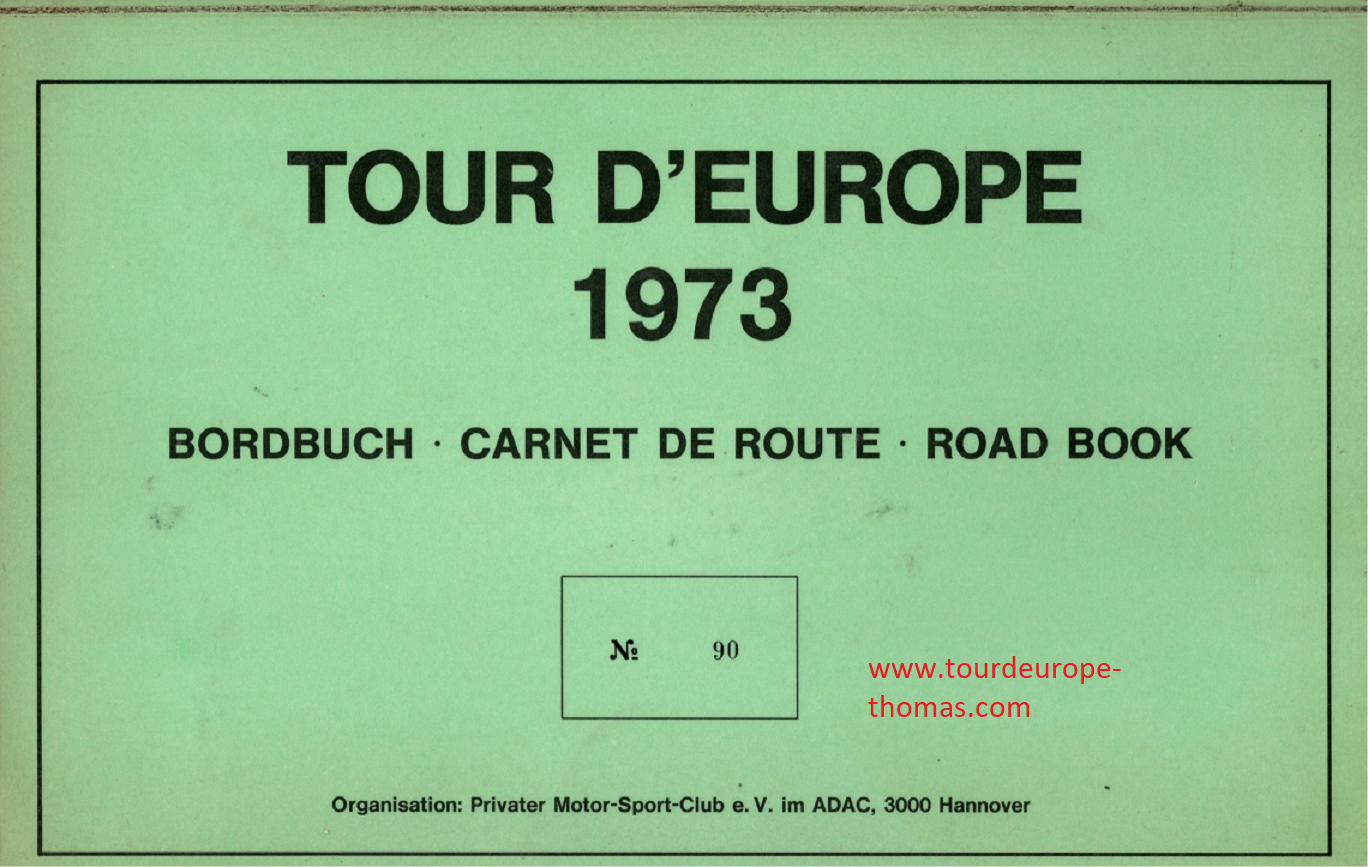 TOUR D'EUROPE
1973
BORDBUCH · CARNET DE ROUTE · ROAD BOOK
№ 90
www.tourdeurope-
thomas.com
Organisation: Privater Motor-Sport-Club e. V. im ADAC, 3000 Hannover